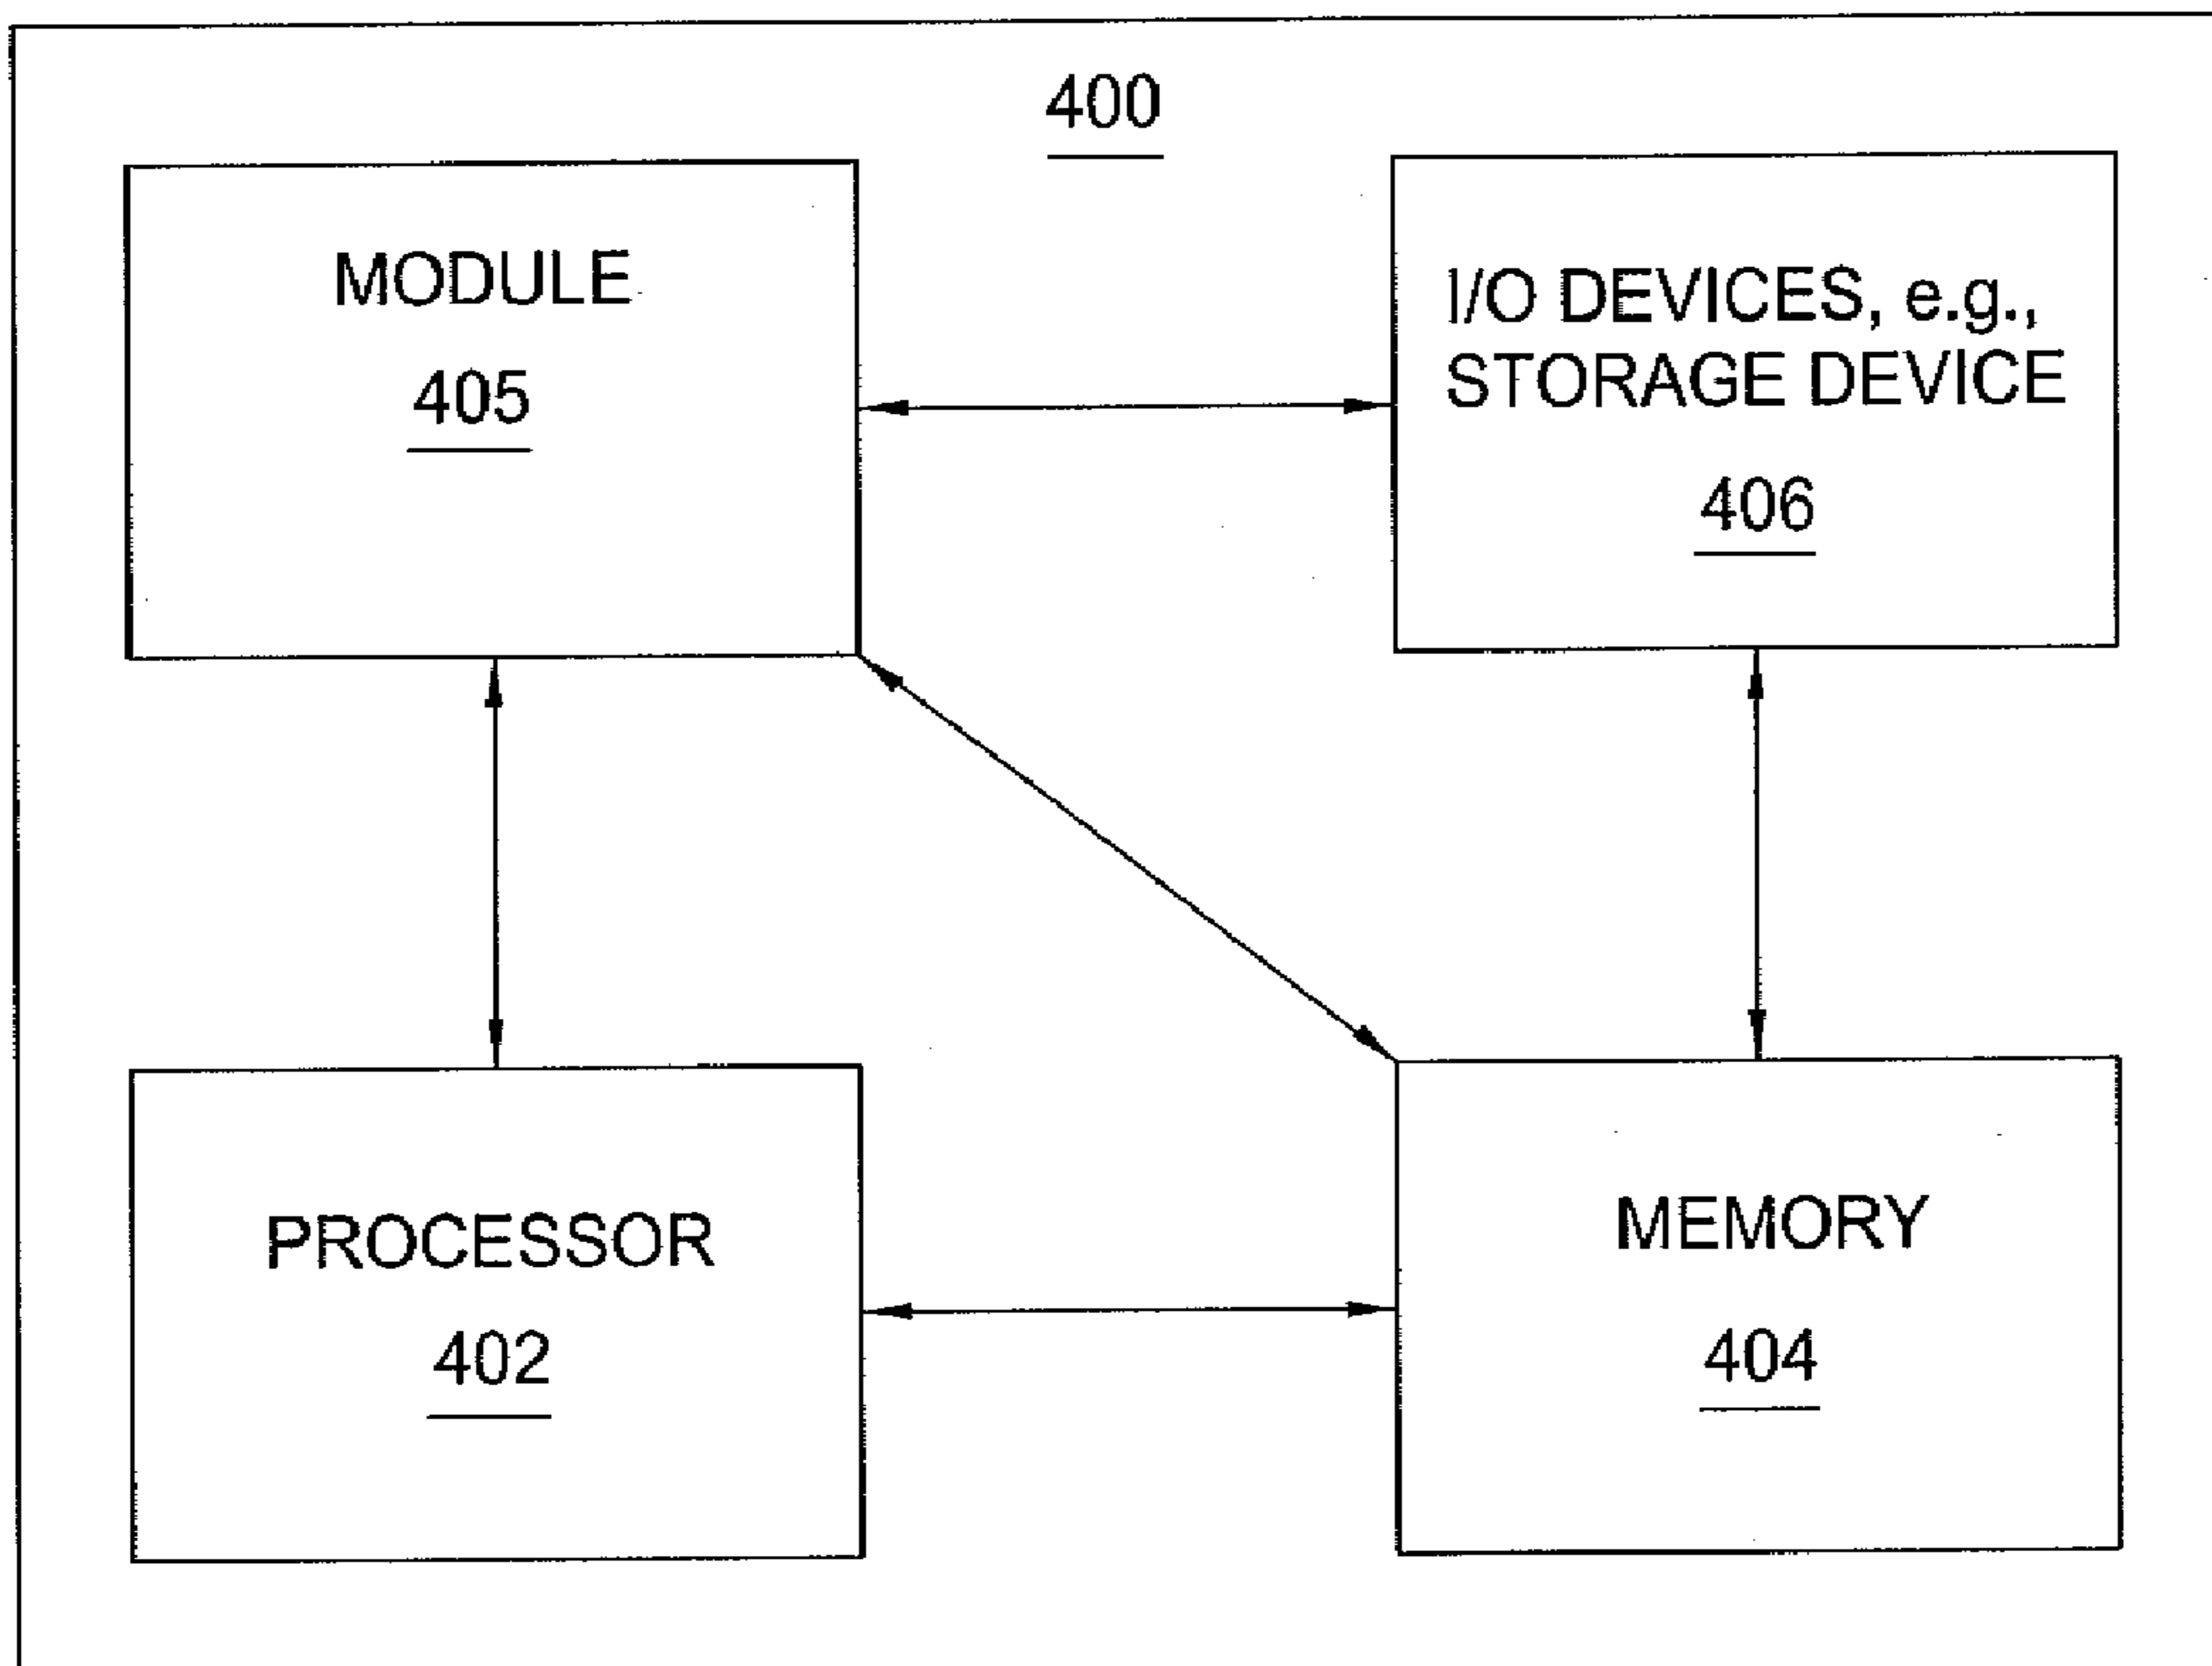 400
MODULE
405
I/O DEVICES, e.g.,
STORAGE DEVICE
406
PROCESSOR
402
MEMORY
404